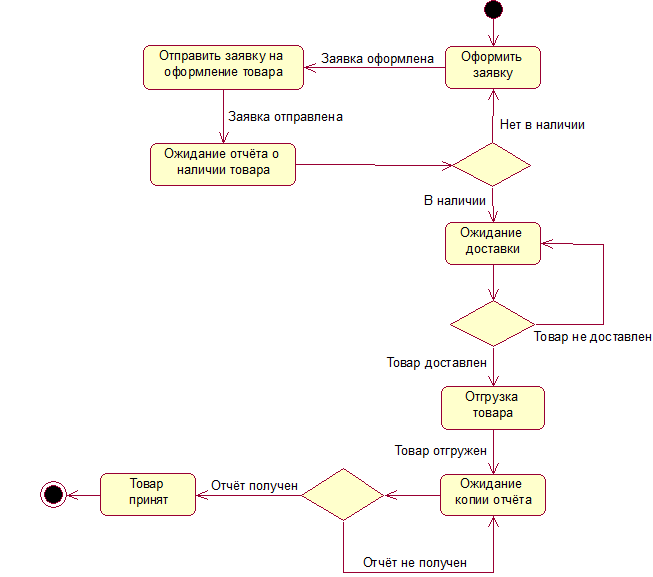 Отправить заявку на
оформление товара
Заявка оформлена
Оформить
заявку
Заявка отправлена
Нет в наличии
Ожидание отчёта о
наличии товара
В наличии
Ожидание
доставки
Товар не доставлен
Товар доставлен
Отгрузка
товара
Товар отгружен
Товар
принят
Отчёт получен
Ожидание
копии отчёта
Отчёт не получен